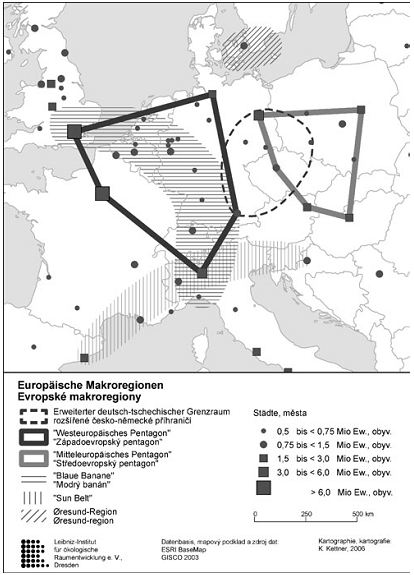 Europäische Makroregionen
Evropské makroregiony
Erweiterter deutsch-tschechischer Grenzraum
rozšířené česko-německé příhraničí
"Westeuropäisches Pentagon"
"Západoevropský pentagon"
"Mitteleuropäisches Pentagon"
"Středoevropský pentagon"
"Blaue Banane"
"Modrý banán"
"Sun Belt"
Øresund-Region
Øresund-region
Städte, města
0,5 bis < 0,75 Mio Ew., obyv.
0,75 bis < 1,5 Mio Ew., obyv.
1,5 bis < 3,0 Mio Ew., obyv.
3,0 bis < 6,0 Mio Ew., obyv.
> 6,0 Mio Ew., obyv.
0 250 500 km
Leibniz-Institut
für ökologische
Raumentwicklung e. V.,
Dresden
Datenbasis, mapový podklad a zdroj dat:
ESRI BaseMap
GISCO 2003
Kartographie, kartografie:
K. Kettner, 2006